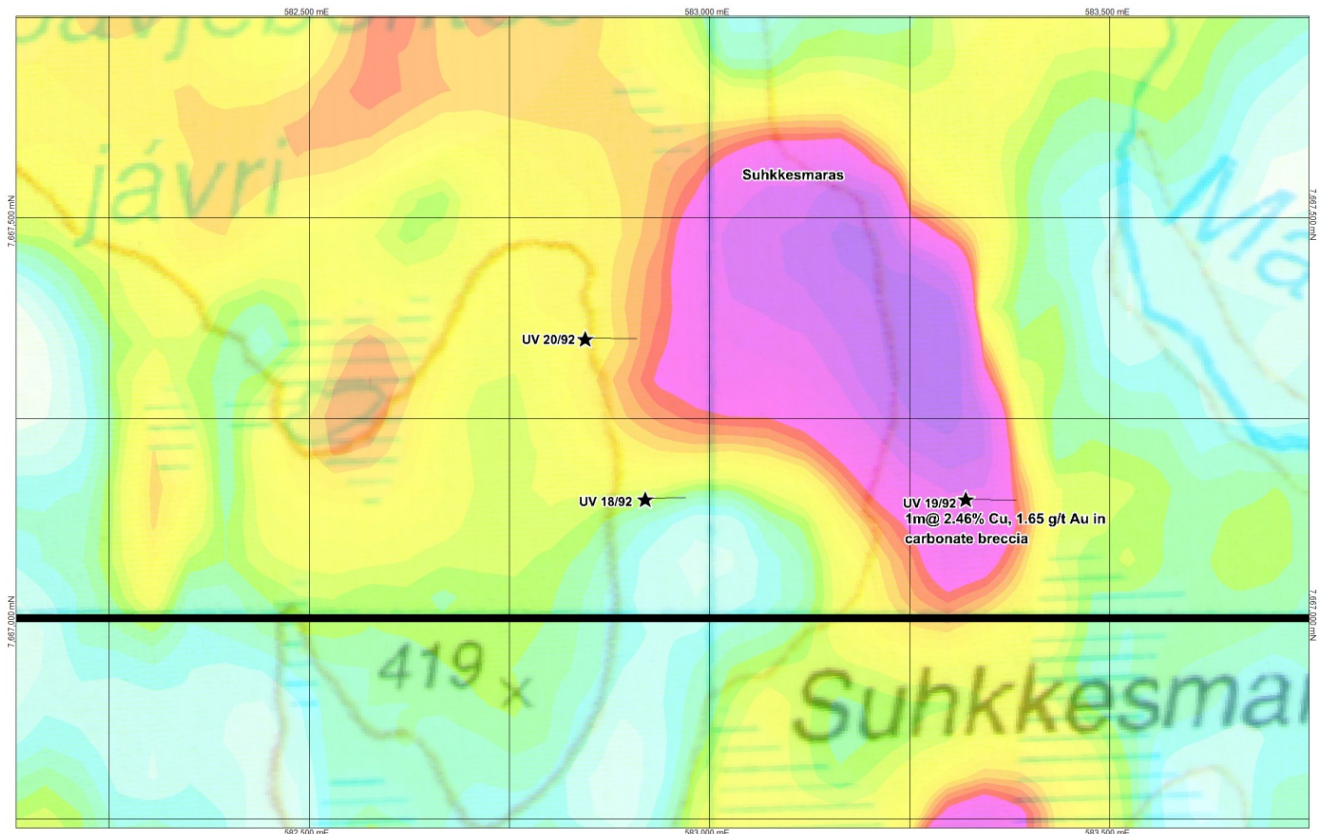 582,500 mE
583,000 mE
583,500 mE
jávri
Suhkkesmaras
7,667,500 mN
7,667,500 mN
Má
UV 20/92
UV 18/92
UV 19/92
1m@ 2.46% Cu, 1.65 g/t Au in
carbonate breccia
7,667,000 mN
7,667,000 mN
419
Suhkkesmar
582,500 mE
583,000 mE
583,500 mE